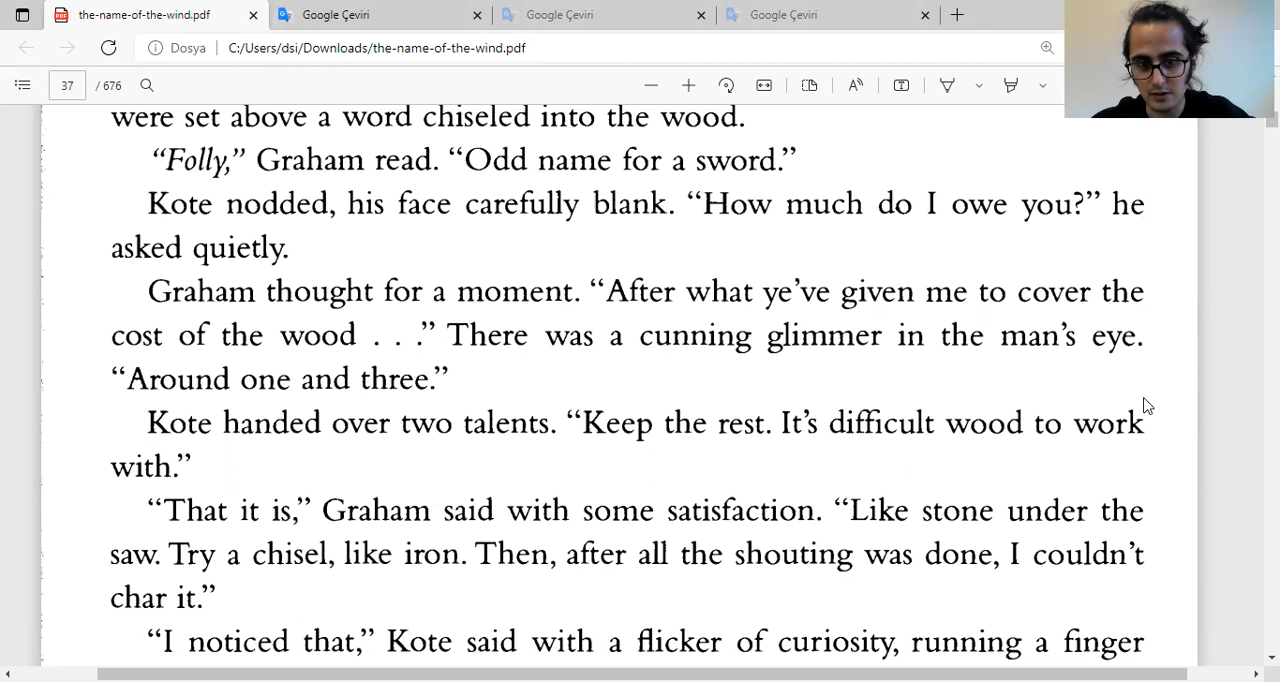 the-name-of-the-wind.pdf
Google Çeviri
Google Çeviri
Google Çeviri
Dosya C:/Users/dsi/Downloads/the-name-of-the-wind.pdf
37 / 676
were set above a word chiseled into the wood.
“Folly,” Graham read. “Odd name for a sword.”
Kote nodded, his face carefully blank. “How much do I owe you?” he
asked quietly.
Graham thought for a moment. “After what ye’ve given me to cover the
cost of the wood . . .” There was a cunning glimmer in the man’s eye.
“Around one and three.”
Kote handed over two talents. “Keep the rest. It’s difficult wood to work
with.”
“That it is,” Graham said with some satisfaction. “Like stone under the
saw. Try a chisel, like iron. Then, after all the shouting was done, I couldn’t
char it.”
“I noticed that,” Kote said with a flicker of curiosity, running a finger